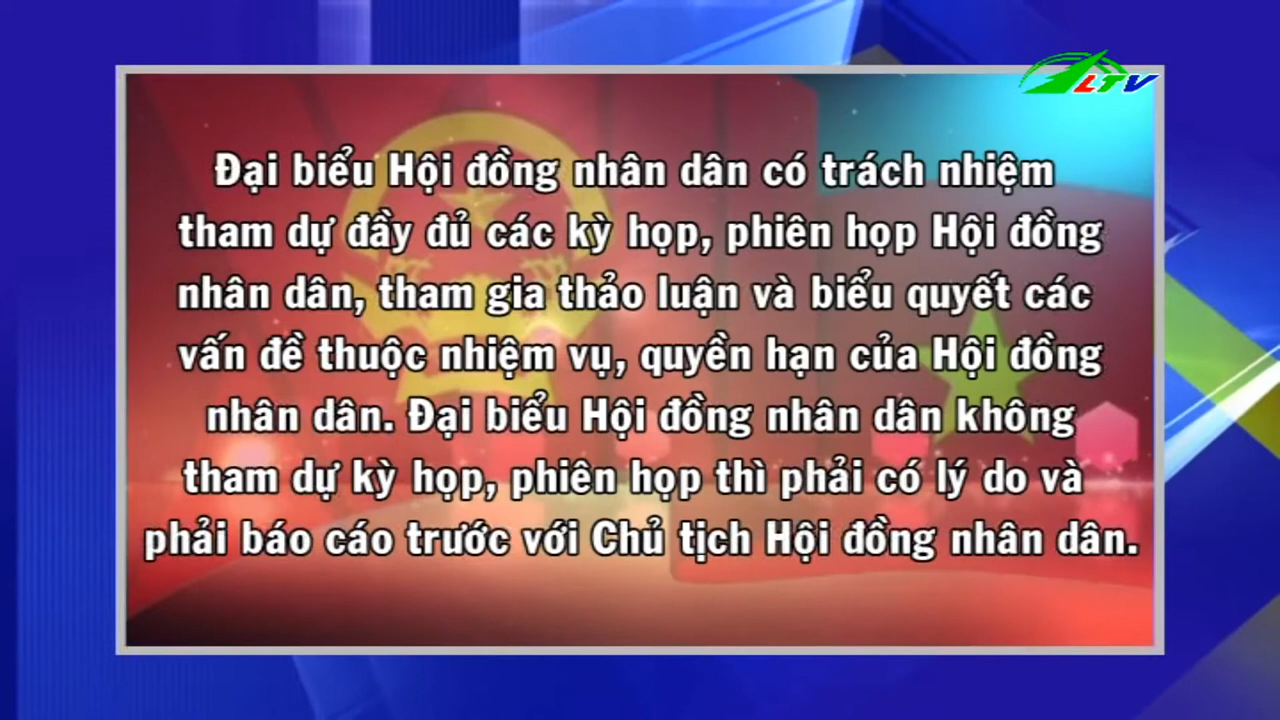 LTV
Đại biểu Hội đồng nhân dân có trách nhiệm
tham dự đầy đủ các kỳ họp, phiên họp Hội đồng
nhân dân, tham gia thảo luận và biểu quyết các
vấn đề thuộc nhiệm vụ, quyền hạn của Hội đồng
nhân dân. Đại biểu Hội đồng nhân dân không
tham dự kỳ họp, phiên họp thì phải có lý do và
phải báo cáo trước với Chủ tịch Hội đồng nhân dân.